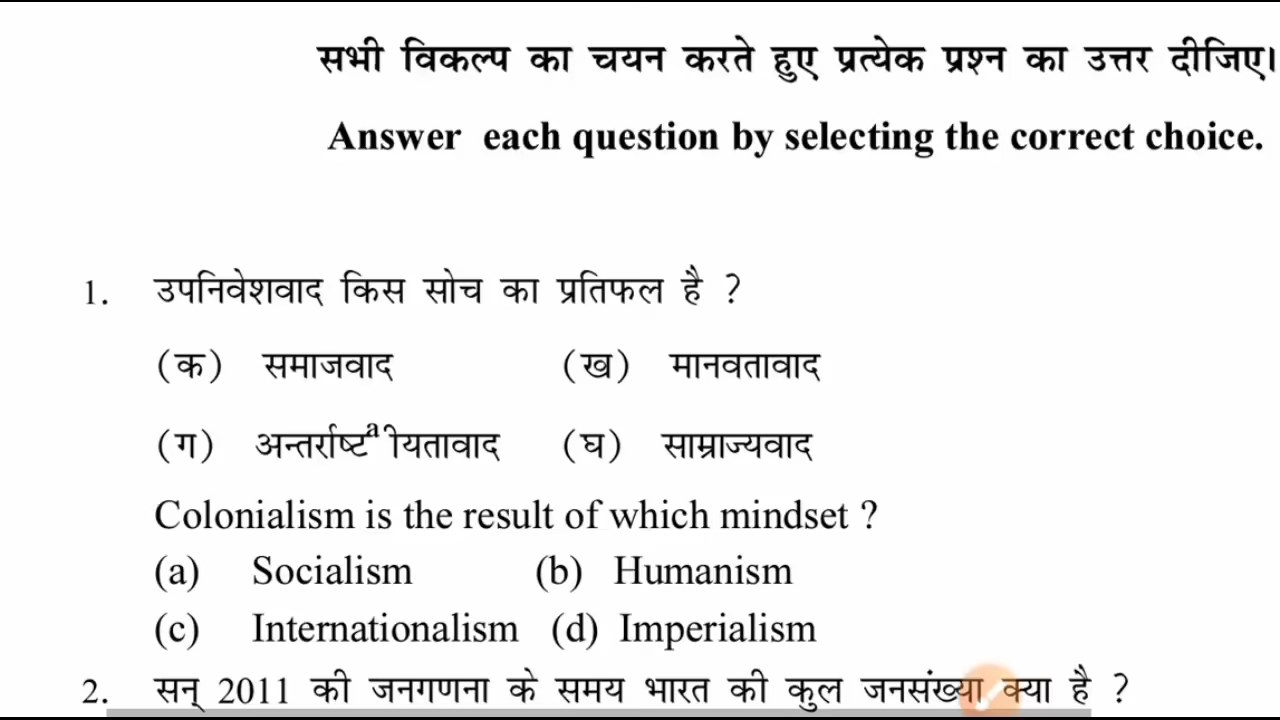 सभी विकल्प का चयन करते हुए प्रत्येक प्रश्न का उत्तर दीजिए।
Answer each question by selecting the correct choice.
1. उपनिवेशवाद किस सोच का प्रतिफल है ?
(क) समाजवाद (ख) मानवतावाद
(ग) अन्तर्राष्टªीयतावाद (घ) साम्राज्यवाद
Colonialism is the result of which mindset ?
(a) Socialism (b) Humanism
(c) Internationalism (d) Imperialism
2. सन् 2011 की जनगणना के समय भारत की कुल जनसंख्या क्या है ?